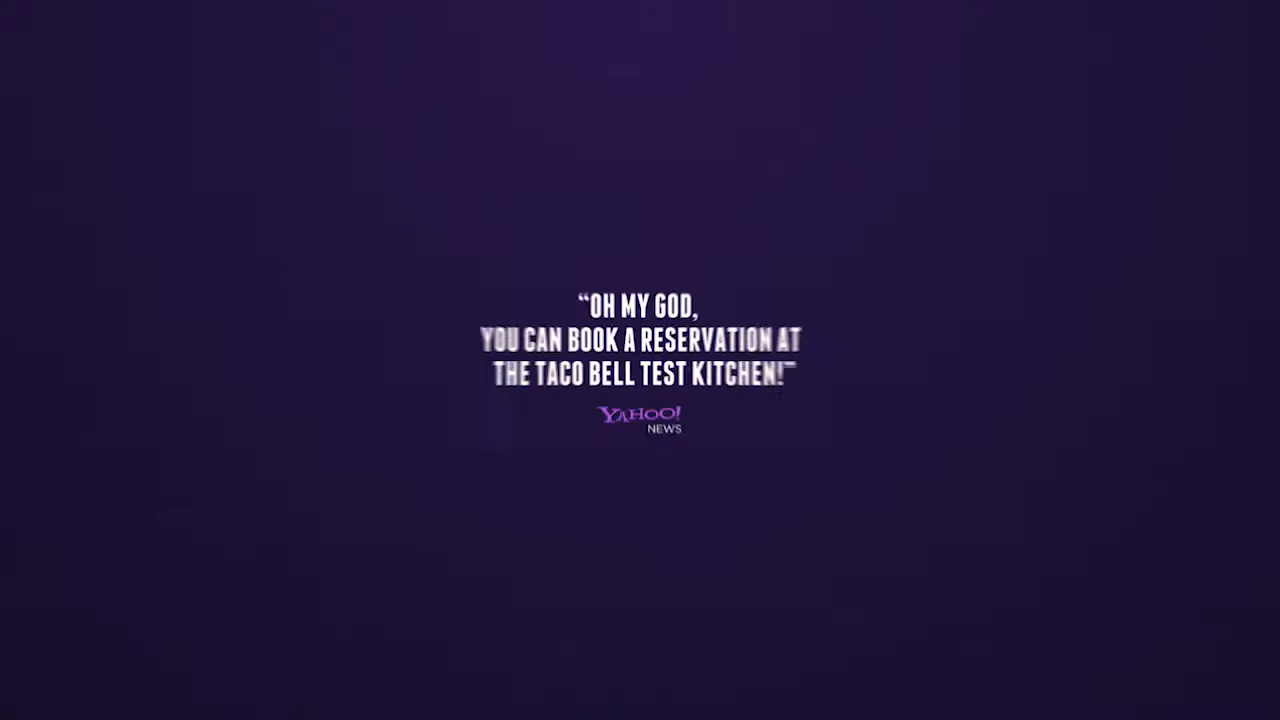 “OH MY GOD,
YOU CAN BOOK A RESERVATION AT
THE TACO BELL TEST KITCHEN!”
YAHOO!
NEWS